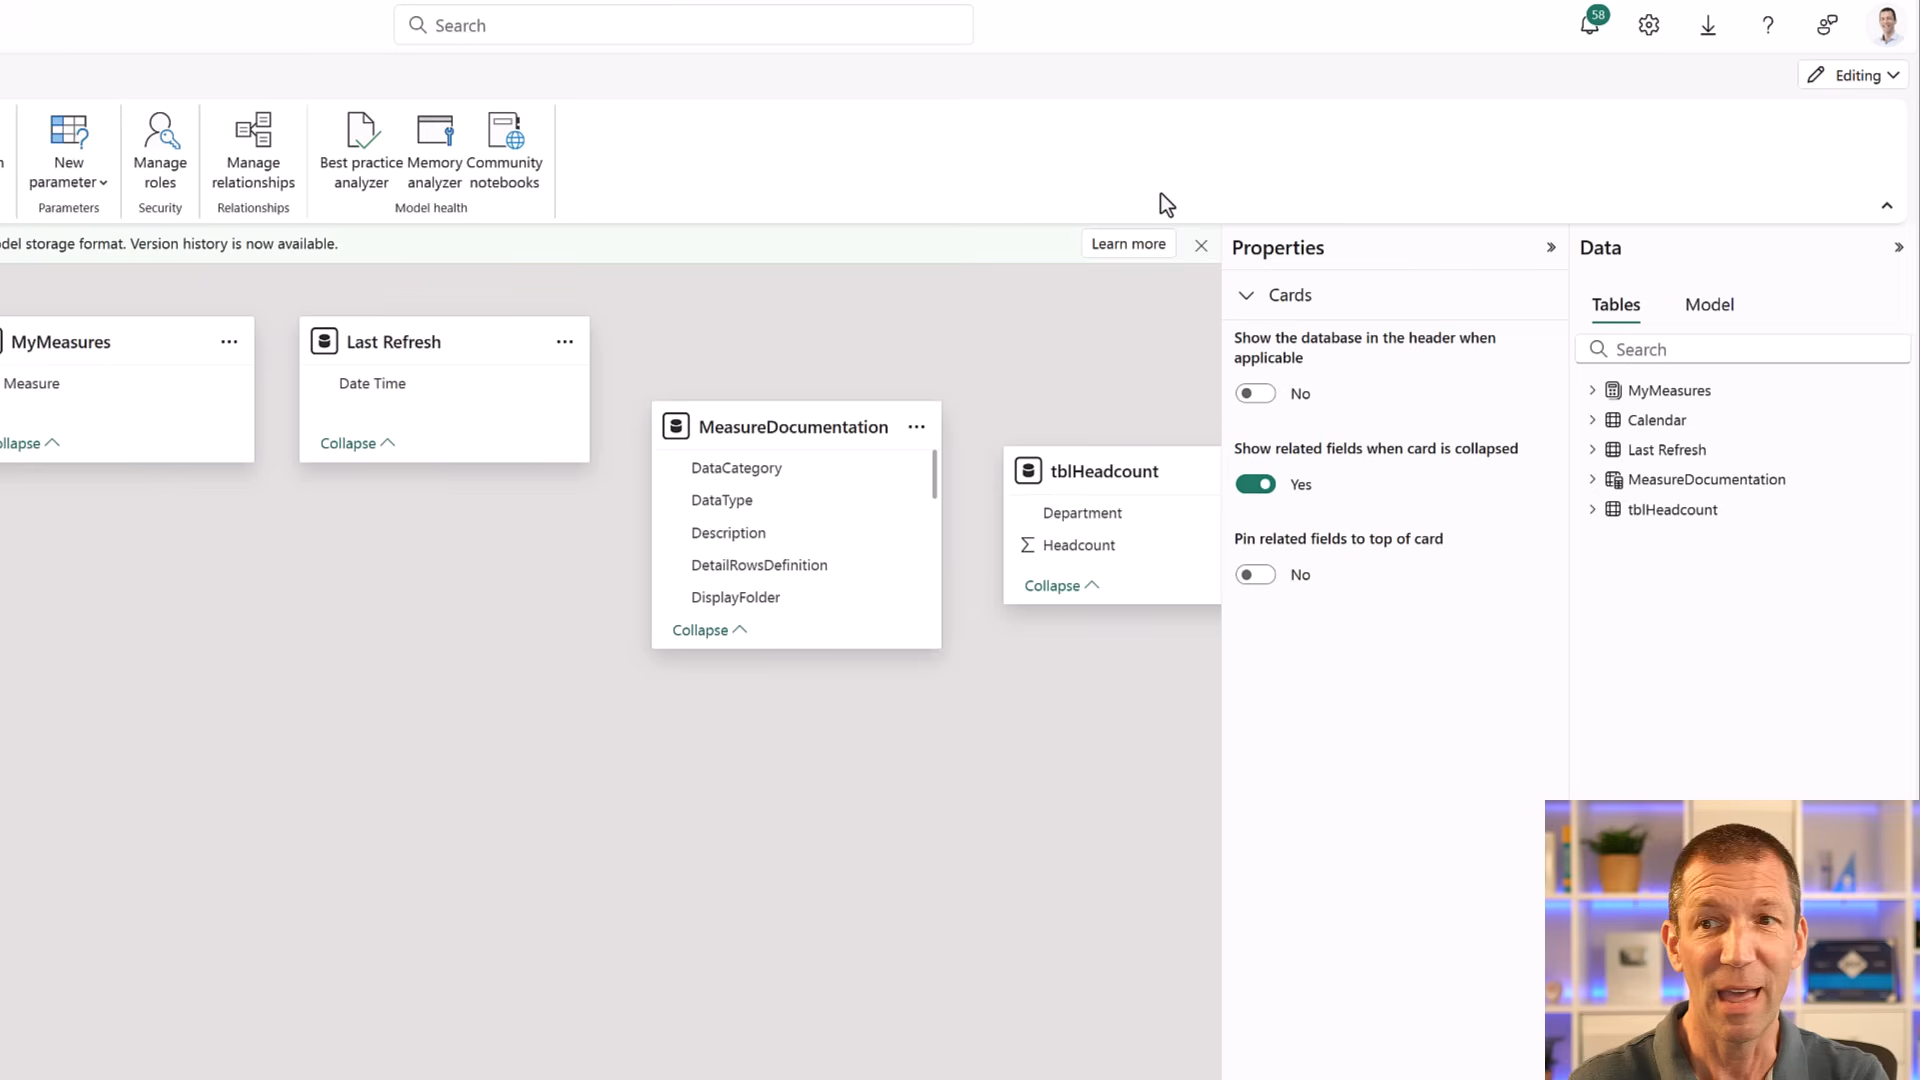 Search
58
Editing
New
parameter
Manage
roles
Manage
relationships
Best practice
analyzer
Memory
analyzer
Community
notebooks
Parameters
Security
Relationships
Model health
del storage format. Version history is now available.
Learn more
MyMeasures
Measure
ollapse
Last Refresh
Date Time
Collapse
MeasureDocumentation
DataCategory
DataType
Description
DetailRowsDefinition
DisplayFolder
Collapse
tblHeadcount
Department
Headcount
Collapse
Properties
Cards
Show the database in the header when
applicable
No
Show related fields when card is collapsed
Yes
Pin related fields to top of card
No
Data
Tables Model
Search
MyMeasures
Calendar
Last Refresh
MeasureDocumentation
tblHeadcount